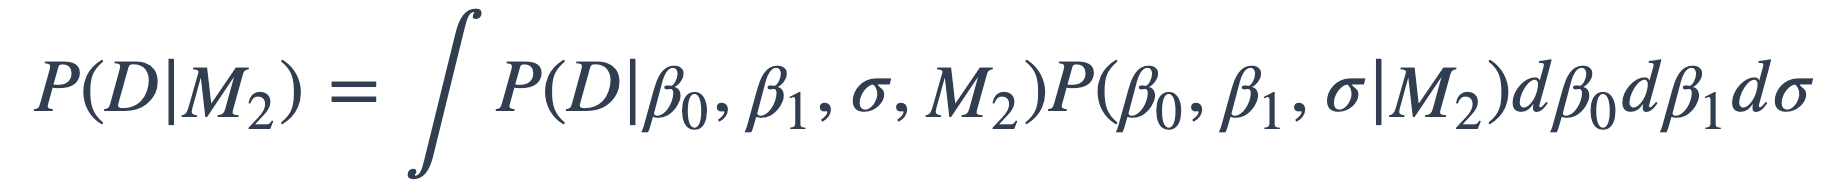 P(D|M₂) = ∫ P(D|β₀, β₁, σ, M₂)P(β₀, β₁, σ|M₂)dβ₀dβ₁dσ